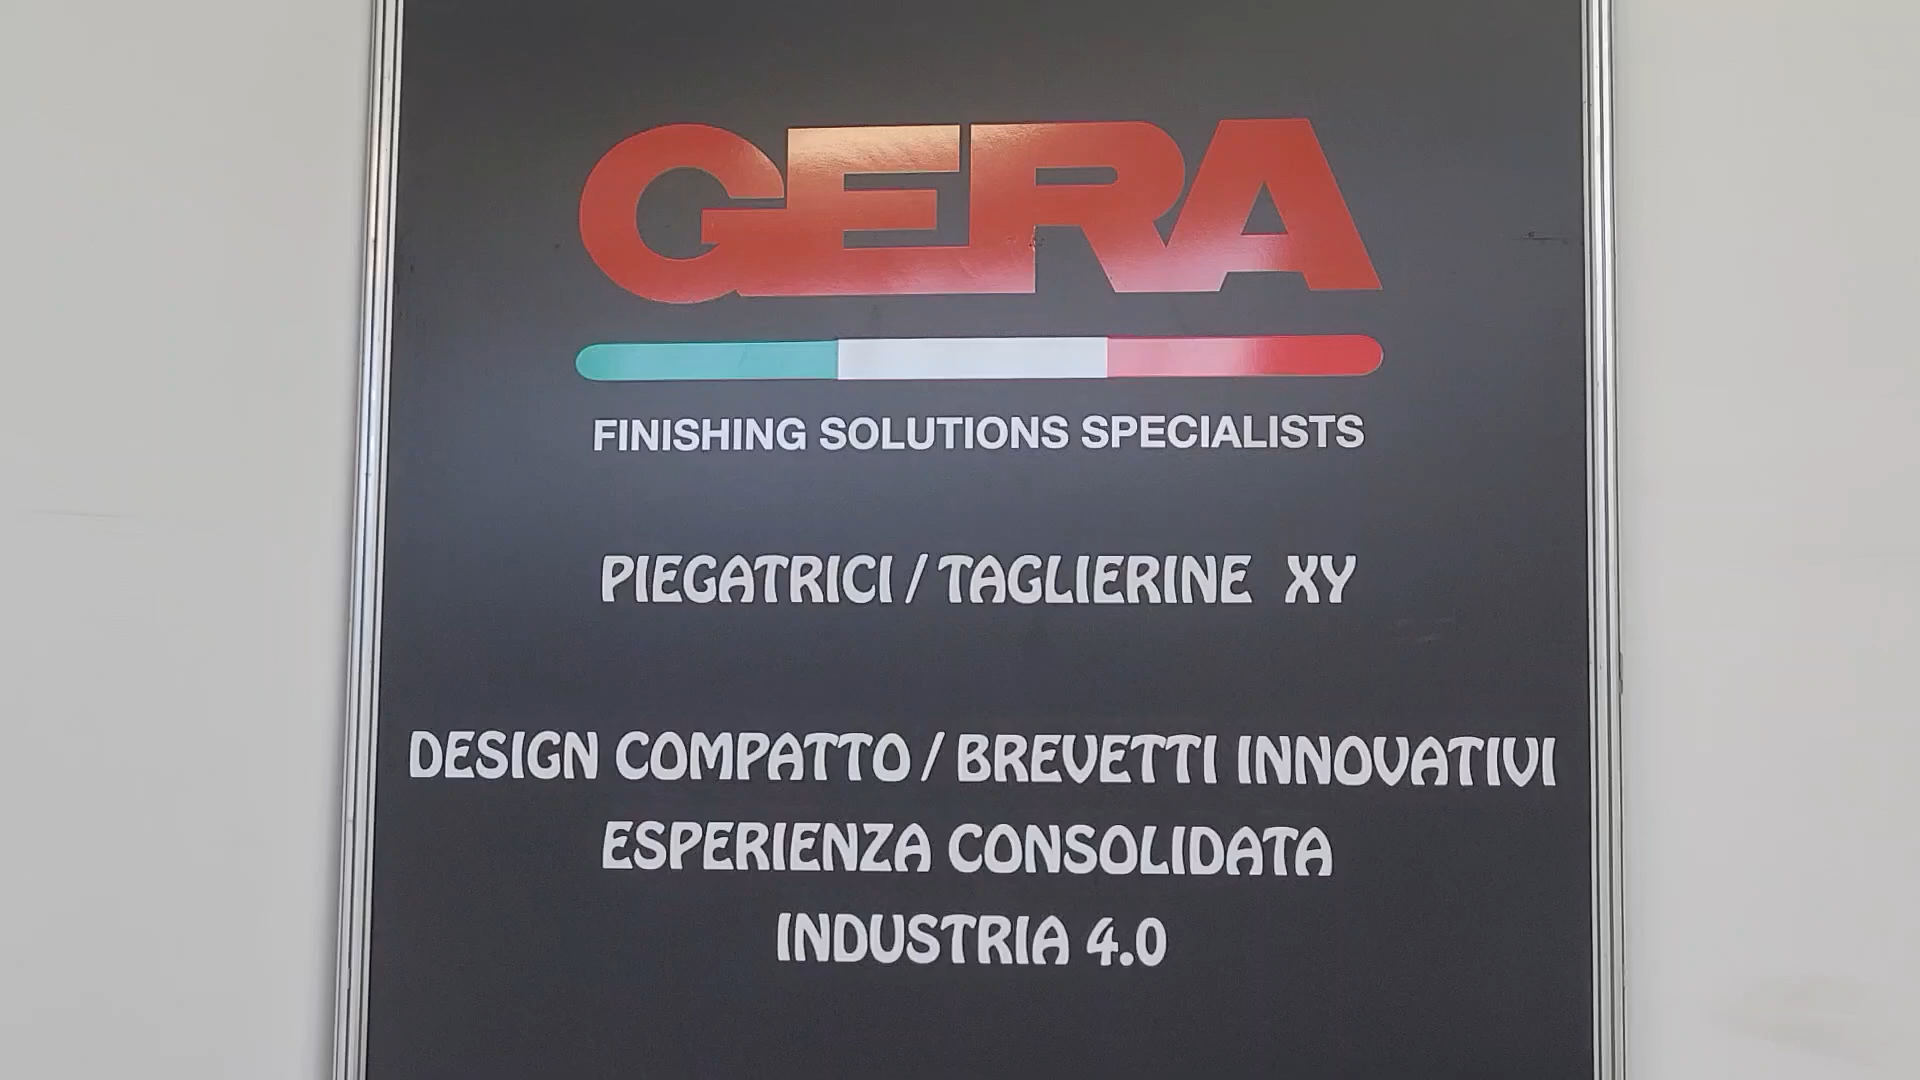 GERA
FINISHING SOLUTIONS SPECIALISTS
PIEGATRICI / TAGLIERINE XY
DESIGN COMPATTO / BREVETTI INNOVATIVI
ESPERIENZA CONSOLIDATA
INDUSTRIA 4.0